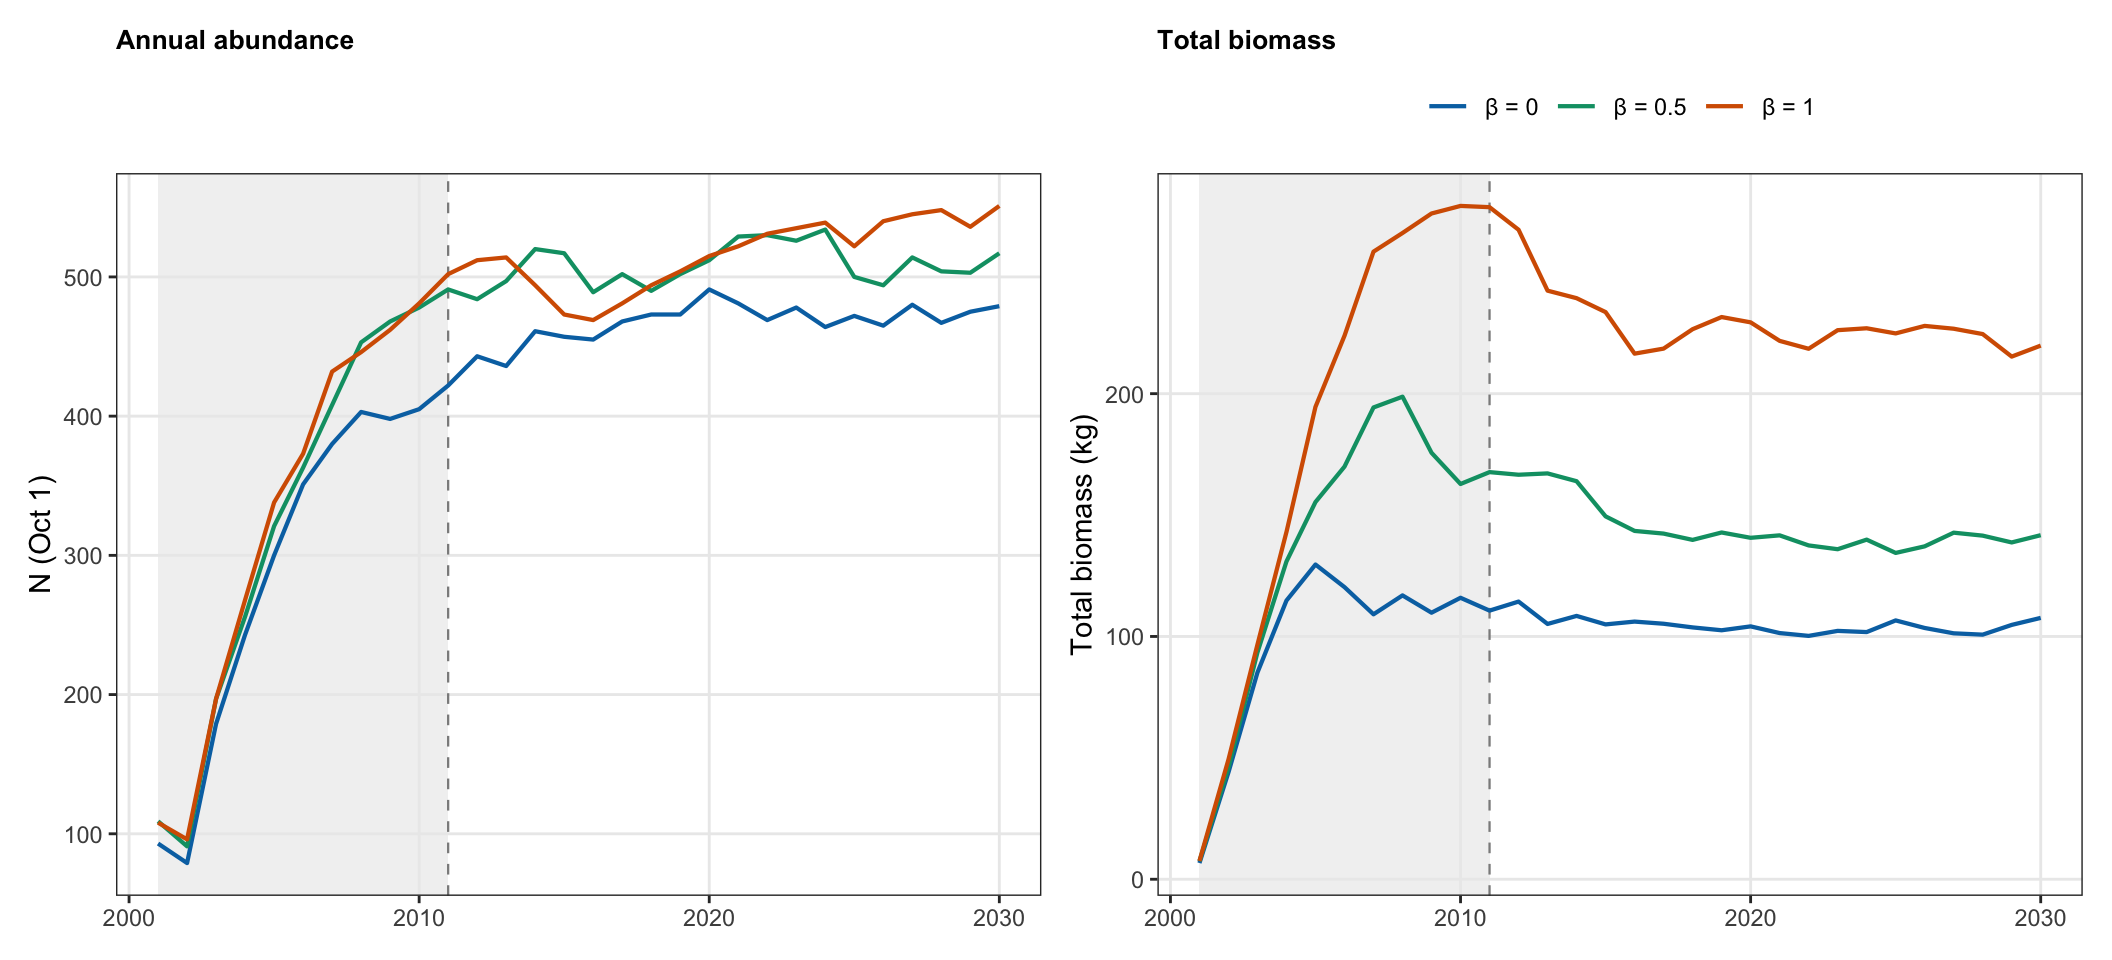 Annual abundance
Total biomass
β = 0
β = 0.5
β = 1
N (Oct 1)
500
400
300
200
100
2000
2010
2020
2030
Total biomass (kg)
200
100
0
2000
2010
2020
2030